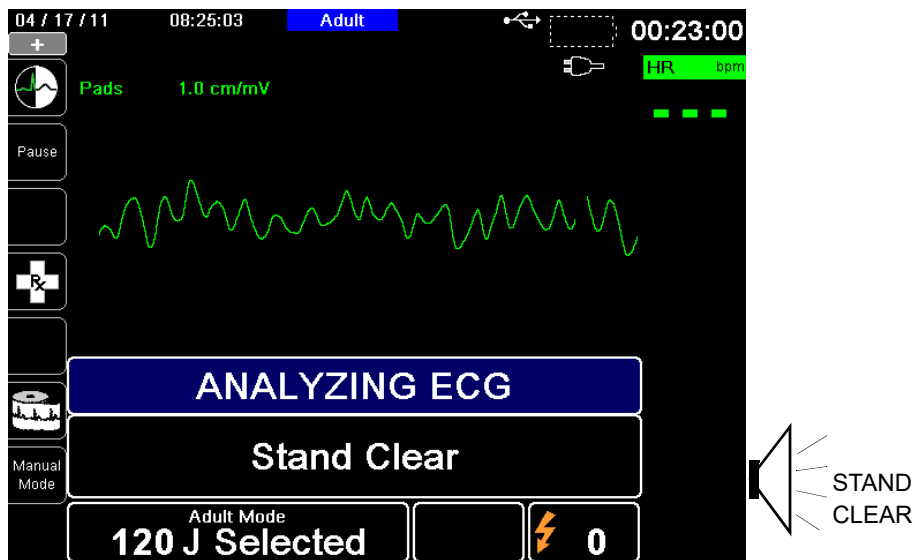 04 / 17 / 11 08:25:03 Adult 00:23:00
+
HR bpm
Pads 1.0 cm/mV
- - -
Pause
Rx
ANALYZING ECG
Stand Clear
Manual
Mode
Adult Mode
120 J Selected 0
STAND
CLEAR